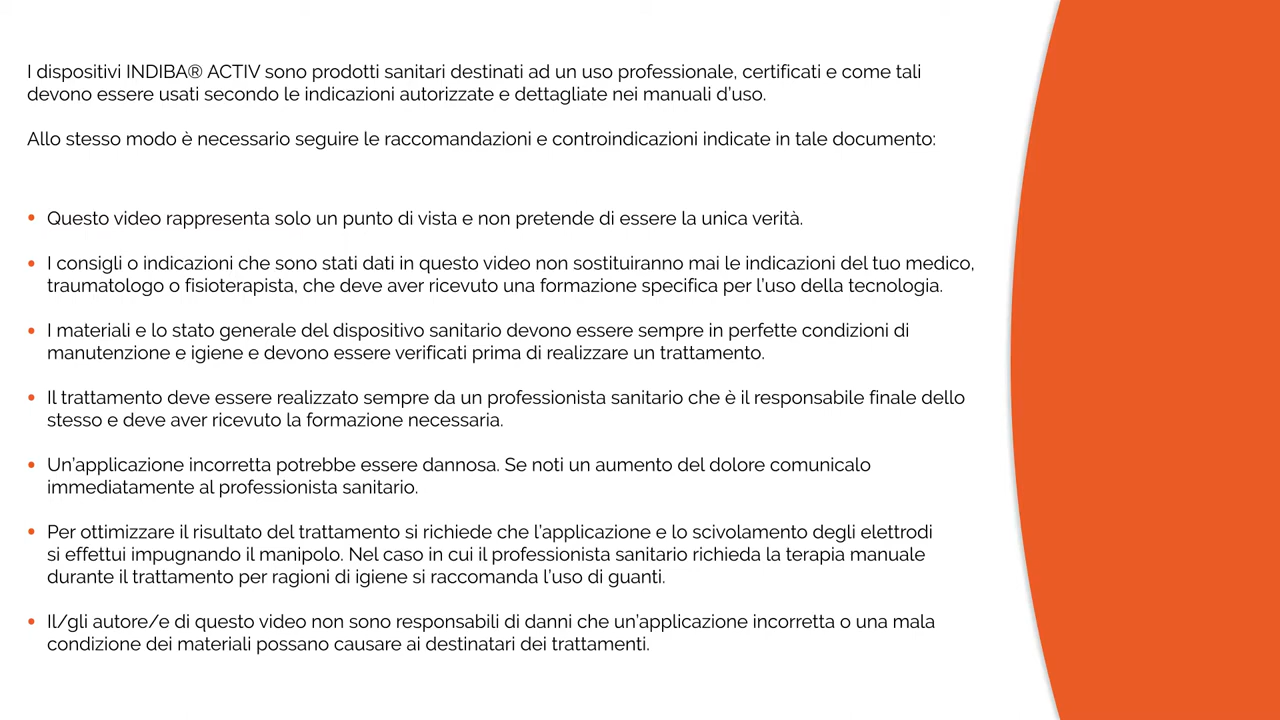 I dispositivi INDIBA® ACTIV sono prodotti sanitari destinati ad un uso professionale, certificati e come tali
devono essere usati secondo le indicazioni autorizzate e dettagliate nei manuali d'uso.
Allo stesso modo è necessario seguire le raccomandazioni e controindicazioni indicate in tale documento:
• Questo video rappresenta solo un punto di vista e non pretende di essere la unica verità.
• I consigli o indicazioni che sono stati dati in questo video non sostituiranno mai le indicazioni del tuo medico,
traumatologo o fisioterapista, che deve aver ricevuto una formazione specifica per l'uso della tecnologia.
• I materiali e lo stato generale del dispositivo sanitario devono essere sempre in perfette condizioni di
manutenzione e igiene e devono essere verificati prima di realizzare un trattamento.
• Il trattamento deve essere realizzato sempre da un professionista sanitario che è il responsabile finale dello
stesso e deve aver ricevuto la formazione necessaria.
• Un'applicazione incorretta potrebbe essere dannosa. Se noti un aumento del dolore comunicalo
immediatamente al professionista sanitario.
• Per ottimizzare il risultato del trattamento si richiede che l'applicazione e lo scivolamento degli elettrodi
si effettui impugnando il manipolo. Nel caso in cui il professionista sanitario richieda la terapia manuale
durante il trattamento per ragioni di igiene si raccomanda l'uso di guanti.
• Il/gli autore/e di questo video non sono responsabili di danni che un'applicazione incorretta o una mala
condizione dei materiali possano causare ai destinatari dei trattamenti.